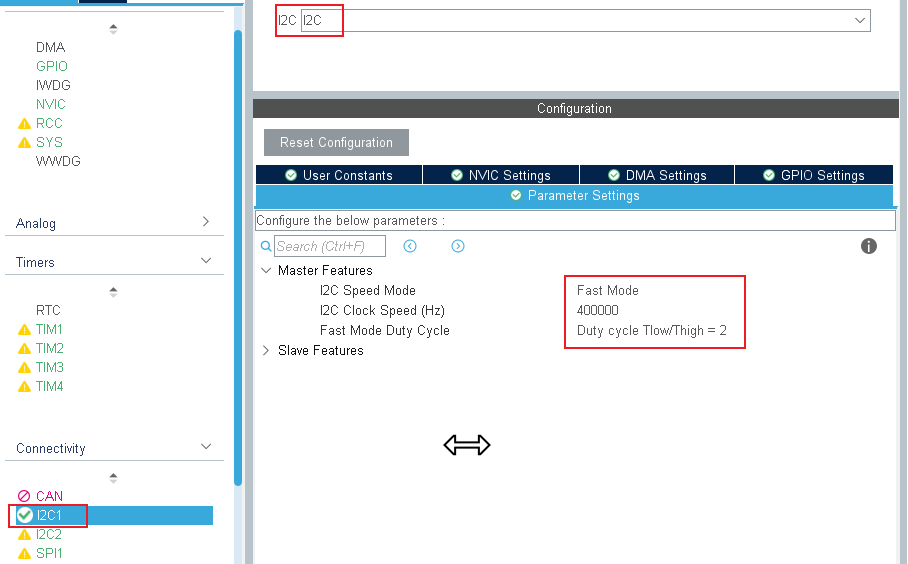 DMA
GPIO
IWDG
NVIC
RCC
SYS
WWDG
Analog
Timers
RTC
TIM1
TIM2
TIM3
TIM4
Connectivity
CAN
I2C1
I2C2
SPI1
I2C I2C
Configuration
Reset Configuration
User Constants NVIC Settings DMA Settings GPIO Settings
Parameter Settings
Configure the below parameters :
Search (Ctrl+F)
Master Features
I2C Speed Mode Fast Mode
I2C Clock Speed (Hz) 400000
Fast Mode Duty Cycle Duty cycle Tlow/Thigh = 2
Slave Features